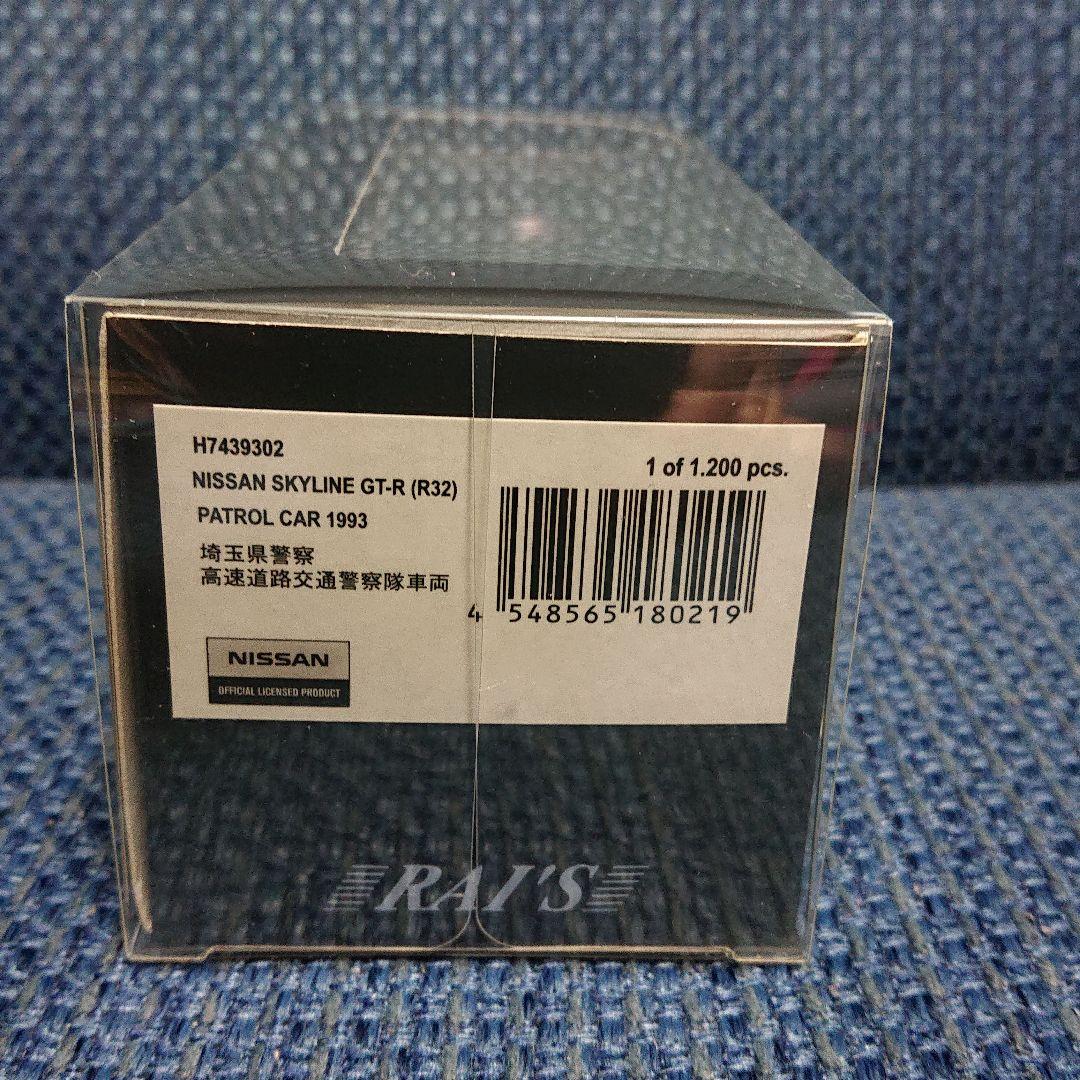 H7439302
NISSAN SKYLINE GT-R (R32)
PATROL CAR 1993
埼玉県警察
高速道路交通警察隊車両
NISSAN
OFFICIAL LICENSED PRODUCT
1 of 1.200 pcs.
4 548565 180219
RAI'S